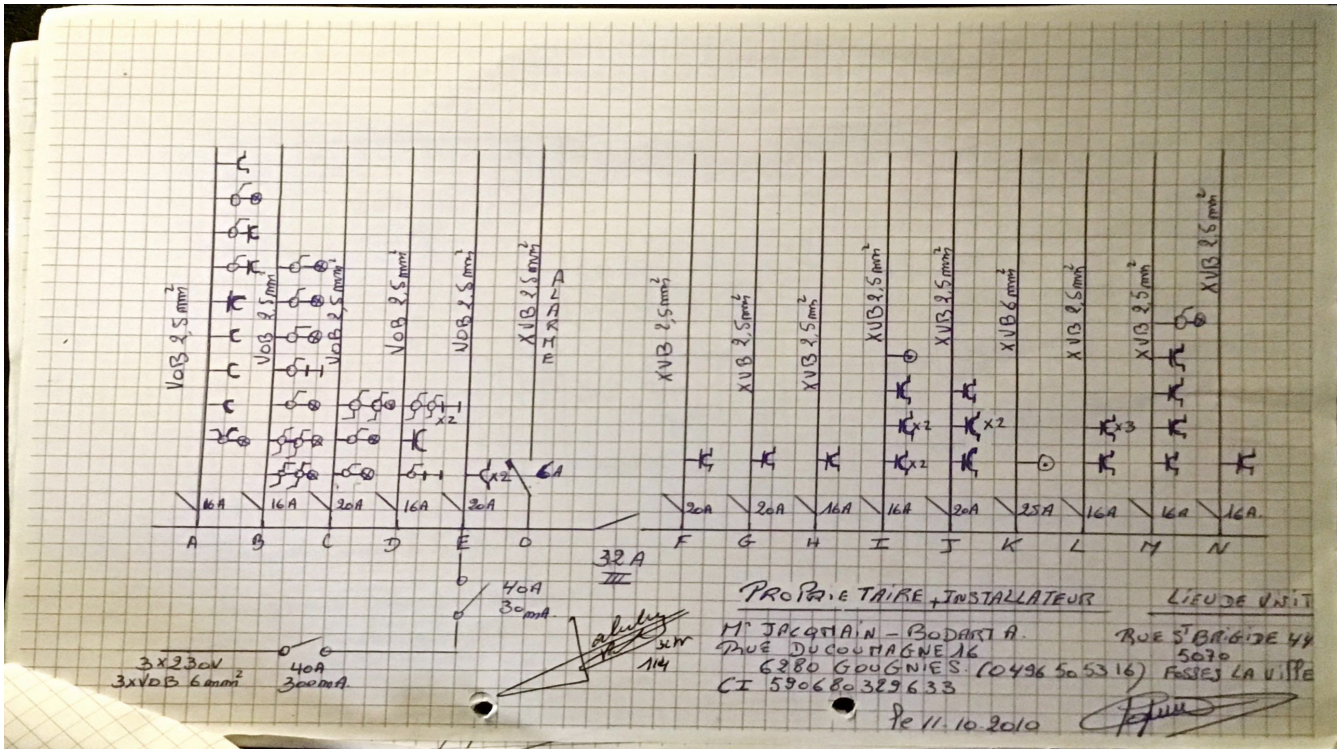 VOB 2,5mm²
VOB 2,5mm²
VOB 2,5mm²
VOB 2,5mm²
VOB 2,5mm²
XVB 2,5mm²
ALARME
XVB 2,5mm²
XVB 2,5mm²
XVB 2,5mm²
XVB 2,5mm²
XVB 2,5mm²
XVB 6mm²
XVB 2,5mm²
XVB 2,5mm²
XVB 2,5mm²
x2
x2
x2
x3
x2
x2
6A
16A 16A 20A 16A 20A 20A 20A 16A 16A 20A 25A 16A 16A 16A.
A B C D E O F G H I J K L M N
32A
III
40A
30mA.
3x230V
3xVOB 6mm²
40A
300mA.
114
PROPRIETAIRE + INSTALLATEUR
Mr JACQMAIN - BODART A.
RUE DU COUMAGNE 16
6280 GOUGNIES. (0496 50 53 16)
CI 590680329633
le 11.10.2010
LIEU DE VISIT
RUE St BRIGIDE 44
5070
FOSSES LA VILLE